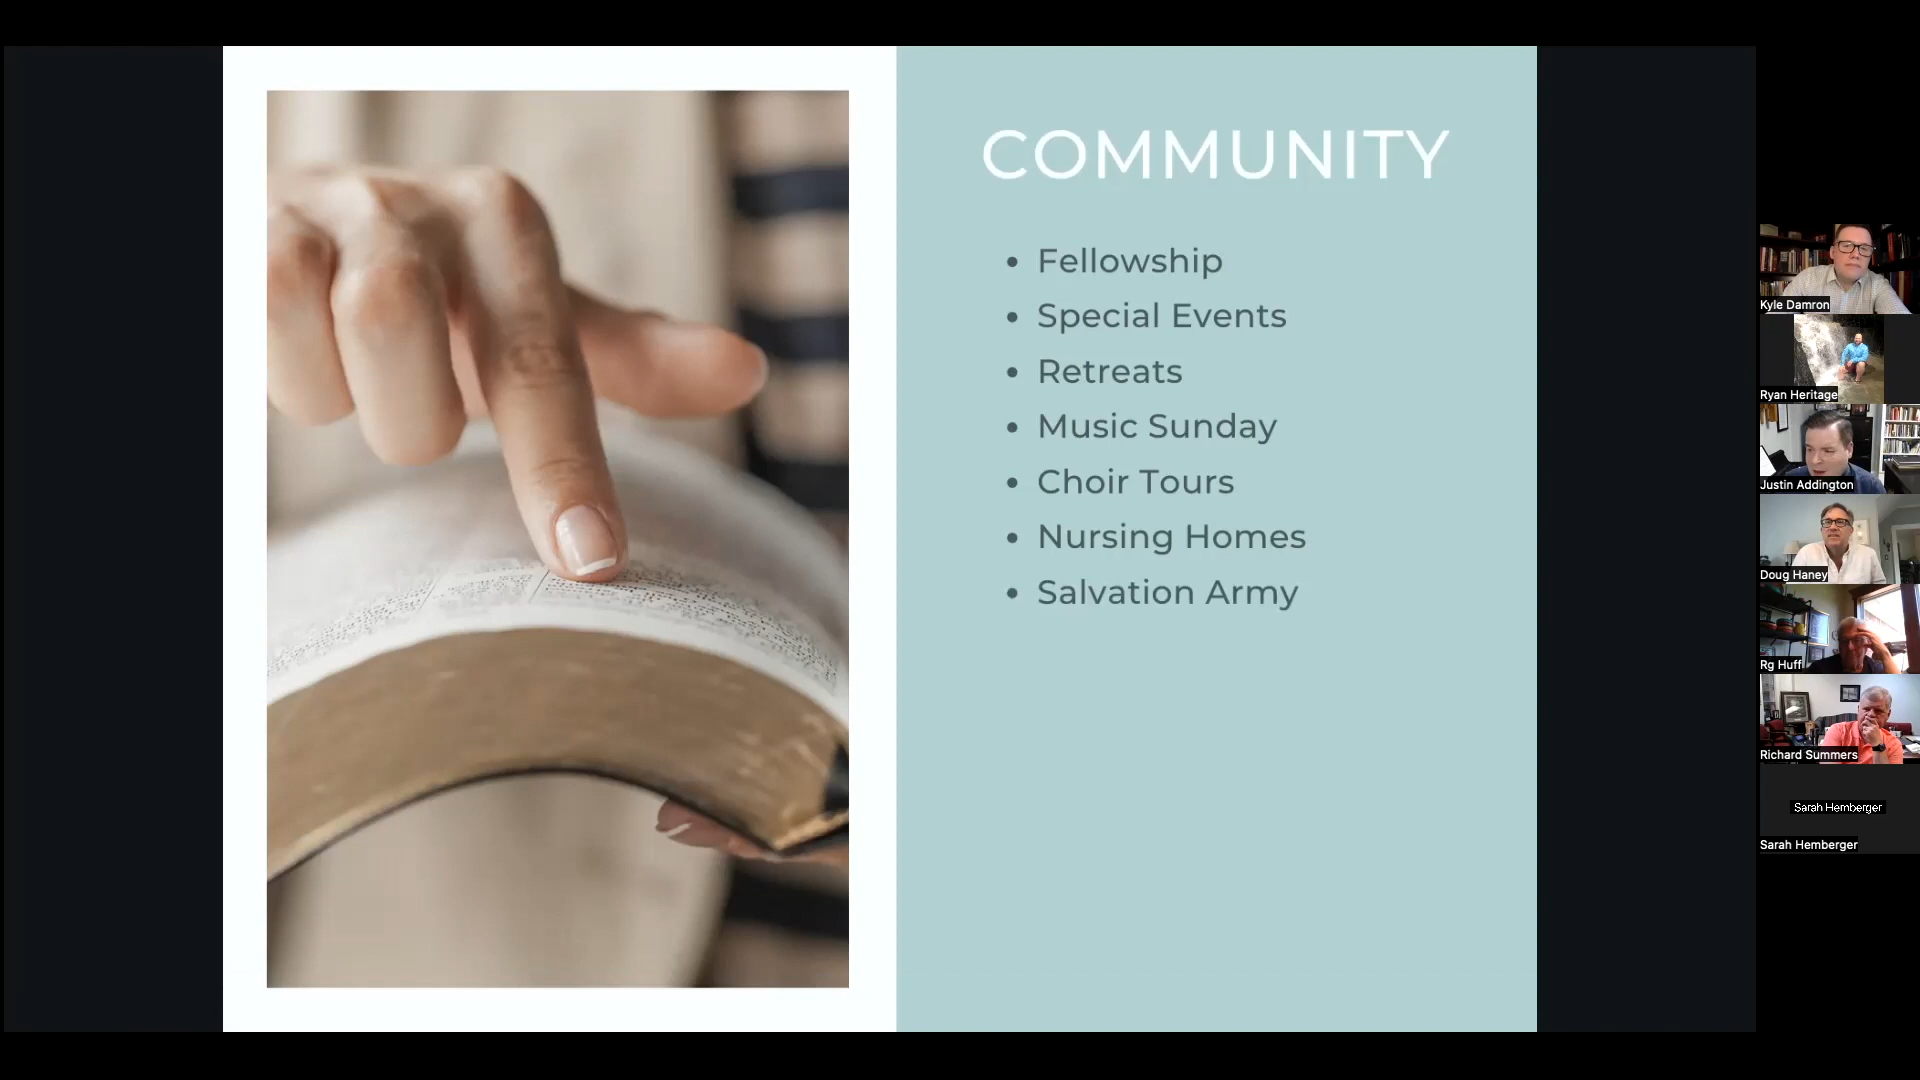 COMMUNITY
• Fellowship
• Special Events
• Retreats
• Music Sunday
• Choir Tours
• Nursing Homes
• Salvation Army
Kyle Damron
Ryan Heritage
Justin Addington
Doug Haney
Rg Huff
Richard Summers
Sarah Hemberger
Sarah Hemberger